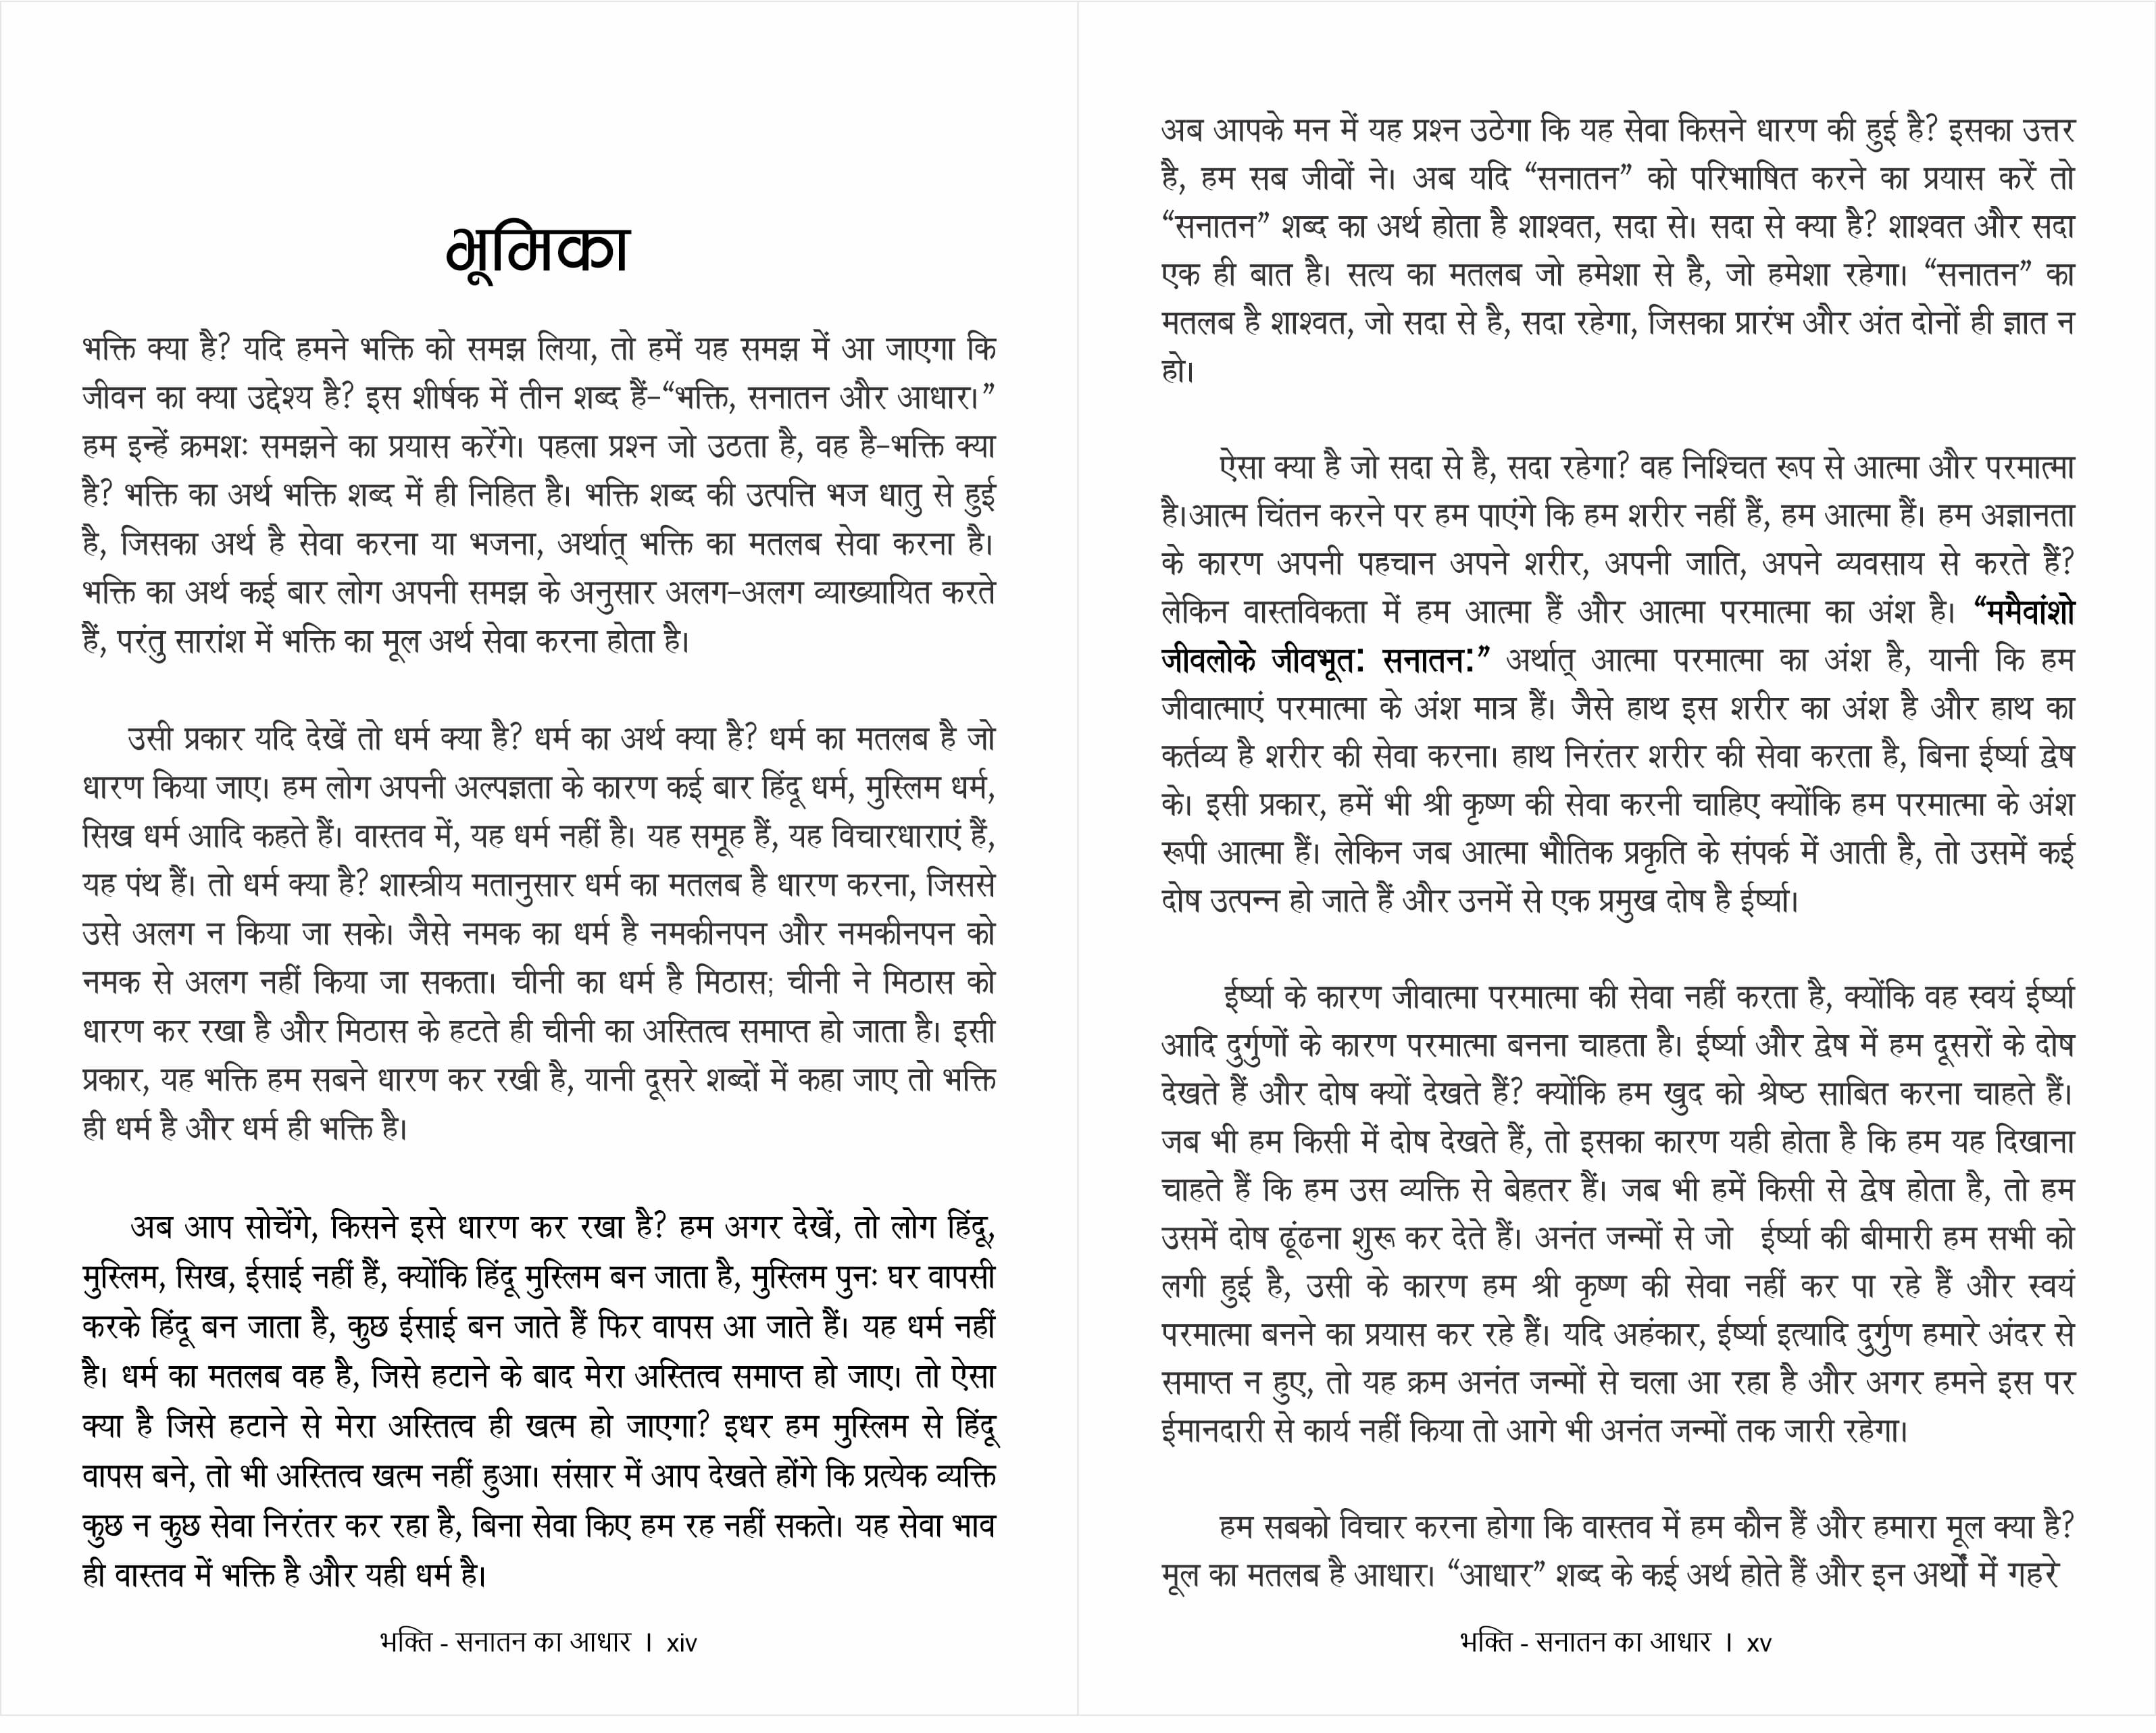 भूमिका
भक्ति क्या है? यदि हमने भक्ति को समझ लिया, तो हमें यह समझ में आ जाएगा कि
जीवन का क्या उद्देश्य है? इस शीर्षक में तीन शब्द हैं–“भक्ति, सनातन और आधार।”
हम इन्हें क्रमशः समझने का प्रयास करेंगे। पहला प्रश्न जो उठता है, वह है–भक्ति क्या
है? भक्ति का अर्थ भक्ति शब्द में ही निहित है। भक्ति शब्द की उत्पत्ति भज धातु से हुई
है, जिसका अर्थ है सेवा करना या भजना, अर्थात् भक्ति का मतलब सेवा करना है।
भक्ति का अर्थ कई बार लोग अपनी समझ के अनुसार अलग–अलग व्याख्यायित करते
हैं, परंतु सारांश में भक्ति का मूल अर्थ सेवा करना होता है।
उसी प्रकार यदि देखें तो धर्म क्या है? धर्म का अर्थ क्या है? धर्म का मतलब है जो
धारण किया जाए। हम लोग अपनी अल्पज्ञता के कारण कई बार हिंदू धर्म, मुस्लिम धर्म,
सिख धर्म आदि कहते हैं। वास्तव में, यह धर्म नहीं है। यह समूह हैं, यह विचारधाराएं हैं,
यह पंथ हैं। तो धर्म क्या है? शास्त्रीय मतानुसार धर्म का मतलब है धारण करना, जिससे
उसे अलग न किया जा सके। जैसे नमक का धर्म है नमकीनपन और नमकीनपन को
नमक से अलग नहीं किया जा सकता। चीनी का धर्म है मिठास; चीनी ने मिठास को
धारण कर रखा है और मिठास के हटते ही चीनी का अस्तित्व समाप्त हो जाता है। इसी
प्रकार, यह भक्ति हम सबने धारण कर रखी है, यानी दूसरे शब्दों में कहा जाए तो भक्ति
ही धर्म है और धर्म ही भक्ति है।
अब आप सोचेंगे, किसने इसे धारण कर रखा है? हम अगर देखें, तो लोग हिंदू,
मुस्लिम, सिख, ईसाई नहीं हैं, क्योंकि हिंदू मुस्लिम बन जाता है, मुस्लिम पुनः घर वापसी
करके हिंदू बन जाता है, कुछ ईसाई बन जाते हैं फिर वापस आ जाते हैं। यह धर्म नहीं
है। धर्म का मतलब वह है, जिसे हटाने के बाद मेरा अस्तित्व समाप्त हो जाए। तो ऐसा
क्या है जिसे हटाने से मेरा अस्तित्व ही खत्म हो जाएगा? इधर हम मुस्लिम से हिंदू
वापस बने, तो भी अस्तित्व खत्म नहीं हुआ। संसार में आप देखते होंगे कि प्रत्येक व्यक्ति
कुछ न कुछ सेवा निरंतर कर रहा है, बिना सेवा किए हम रह नहीं सकते। यह सेवा भाव
ही वास्तव में भक्ति है और यही धर्म है।
भक्ति - सनातन का आधार । xiv
अब आपके मन में यह प्रश्न उठेगा कि यह सेवा किसने धारण की हुई है? इसका उत्तर
है, हम सब जीवों ने। अब यदि “सनातन” को परिभाषित करने का प्रयास करें तो
“सनातन” शब्द का अर्थ होता है शाश्वत, सदा से। सदा से क्या है? शाश्वत और सदा
एक ही बात है। सत्य का मतलब जो हमेशा से है, जो हमेशा रहेगा। “सनातन” का
मतलब है शाश्वत, जो सदा से है, सदा रहेगा, जिसका प्रारंभ और अंत दोनों ही ज्ञात न
हो।
ऐसा क्या है जो सदा से है, सदा रहेगा? वह निश्चित रूप से आत्मा और परमात्मा
है।आत्म चिंतन करने पर हम पाएंगे कि हम शरीर नहीं हैं, हम आत्मा हैं। हम अज्ञानता
के कारण अपनी पहचान अपने शरीर, अपनी जाति, अपने व्यवसाय से करते हैं?
लेकिन वास्तविकता में हम आत्मा हैं और आत्मा परमात्मा का अंश है। “ममैवांशो
जीवलोके जीवभूत: सनातन:” अर्थात् आत्मा परमात्मा का अंश है, यानी कि हम
जीवात्माएं परमात्मा के अंश मात्र हैं। जैसे हाथ इस शरीर का अंश है और हाथ का
कर्तव्य है शरीर की सेवा करना। हाथ निरंतर शरीर की सेवा करता है, बिना ईर्ष्या द्वेष
के। इसी प्रकार, हमें भी श्री कृष्ण की सेवा करनी चाहिए क्योंकि हम परमात्मा के अंश
रूपी आत्मा हैं। लेकिन जब आत्मा भौतिक प्रकृति के संपर्क में आती है, तो उसमें कई
दोष उत्पन्न हो जाते हैं और उनमें से एक प्रमुख दोष है ईर्ष्या।
ईर्ष्या के कारण जीवात्मा परमात्मा की सेवा नहीं करता है, क्योंकि वह स्वयं ईर्ष्या
आदि दुर्गुणों के कारण परमात्मा बनना चाहता है। ईर्ष्या और द्वेष में हम दूसरों के दोष
देखते हैं और दोष क्यों देखते हैं? क्योंकि हम खुद को श्रेष्ठ साबित करना चाहते हैं।
जब भी हम किसी में दोष देखते हैं, तो इसका कारण यही होता है कि हम यह दिखाना
चाहते हैं कि हम उस व्यक्ति से बेहतर हैं। जब भी हमें किसी से द्वेष होता है, तो हम
उसमें दोष ढूंढना शुरू कर देते हैं। अनंत जन्मों से जो ईर्ष्या की बीमारी हम सभी को
लगी हुई है, उसी के कारण हम श्री कृष्ण की सेवा नहीं कर पा रहे हैं और स्वयं
परमात्मा बनने का प्रयास कर रहे हैं। यदि अहंकार, ईर्ष्या इत्यादि दुर्गुण हमारे अंदर से
समाप्त न हुए, तो यह क्रम अनंत जन्मों से चला आ रहा है और अगर हमने इस पर
ईमानदारी से कार्य नहीं किया तो आगे भी अनंत जन्मों तक जारी रहेगा।
हम सबको विचार करना होगा कि वास्तव में हम कौन हैं और हमारा मूल क्या है?
मूल का मतलब है आधार। “आधार” शब्द के कई अर्थ होते हैं और इन अर्थों में गहरे
भक्ति - सनातन का आधार । xv